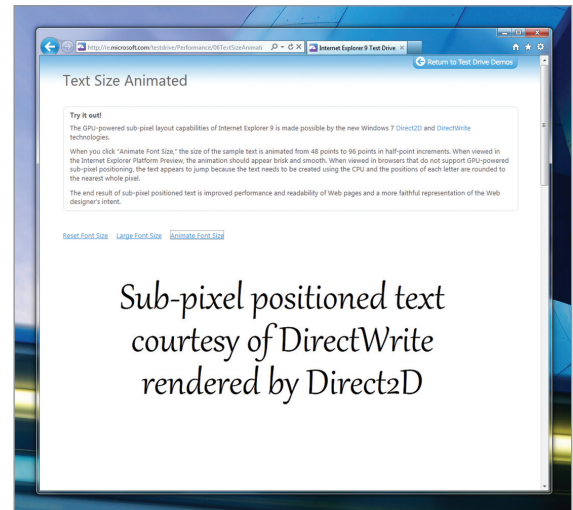 http://ie.microsoft.com/testdrive/Performance/06TextSizeAnimati
Internet Explorer 9 Test Drive
Return to Test Drive Demos
Text Size Animated
Try it out!
The GPU-powered sub-pixel layout capabilities of Internet Explorer 9 is made possible by the new Windows 7 Direct2D and DirectWrite
technologies.
When you click "Animate Font Size," the size of the sample text is animated from 48 points to 96 points in half-point increments. When viewed in
the Internet Explorer Platform Preview, the animation should appear brisk and smooth. When viewed in browsers that do not support GPU-powered
sub-pixel positioning, the text appears to jump because the text needs to be created using the CPU and the positions of each letter are rounded to
the nearest whole pixel.
The end result of sub-pixel positioned text is improved performance and readability of Web pages and a more faithful representation of the Web
designer's intent.
Reset Font Size Large Font Size Animate Font Size
Sub-pixel positioned text
courtesy of DirectWrite
rendered by Direct2D